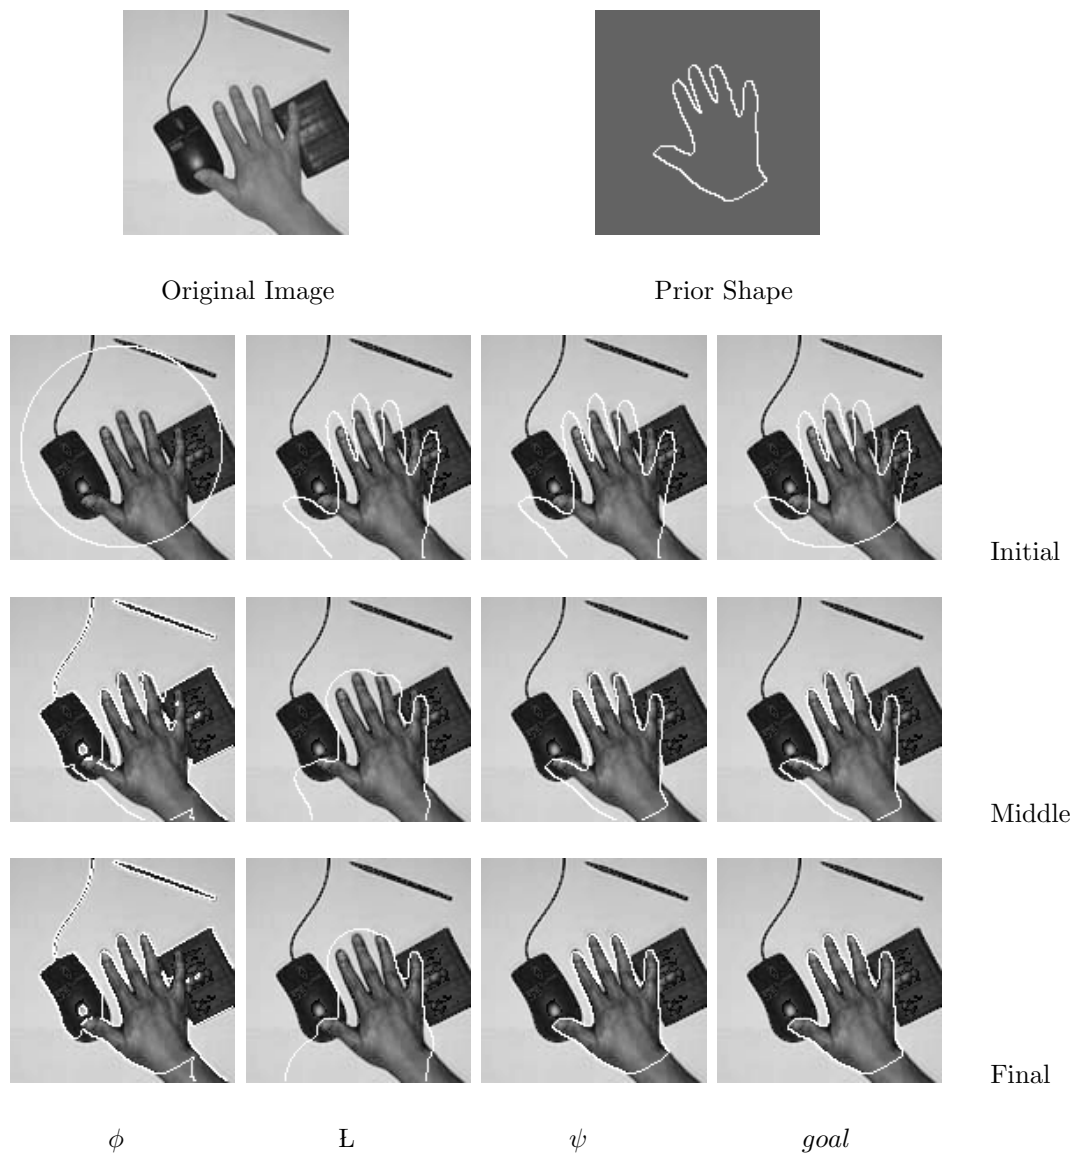 Original Image
Prior Shape
Initial
Middle
Final
ϕ Ł ψ goal